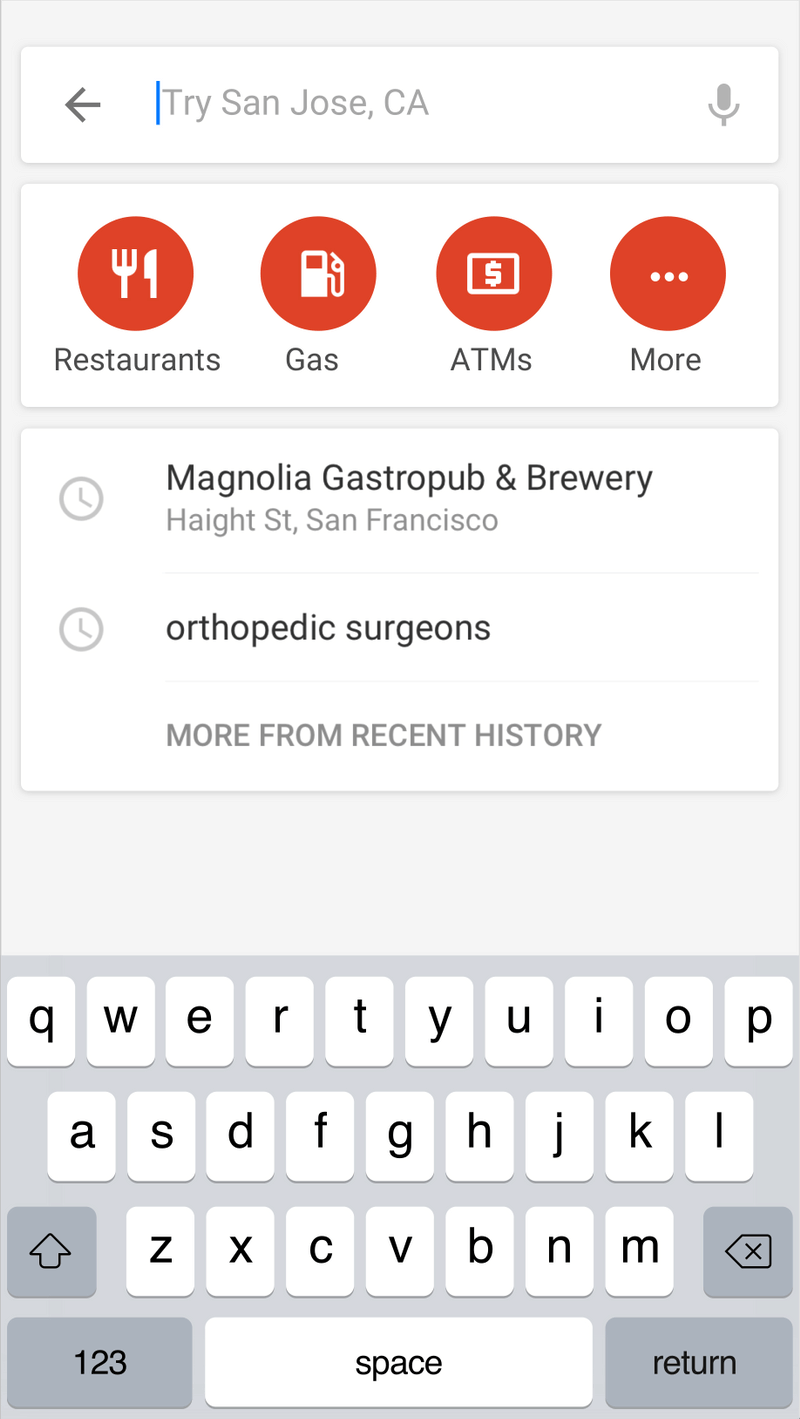 Try San Jose, CA
Restaurants Gas ATMs More
Magnolia Gastropub & Brewery
Haight St, San Francisco
orthopedic surgeons
MORE FROM RECENT HISTORY
q w e r t y u i o p
a s d f g h j k l
z x c v b n m
123 space return